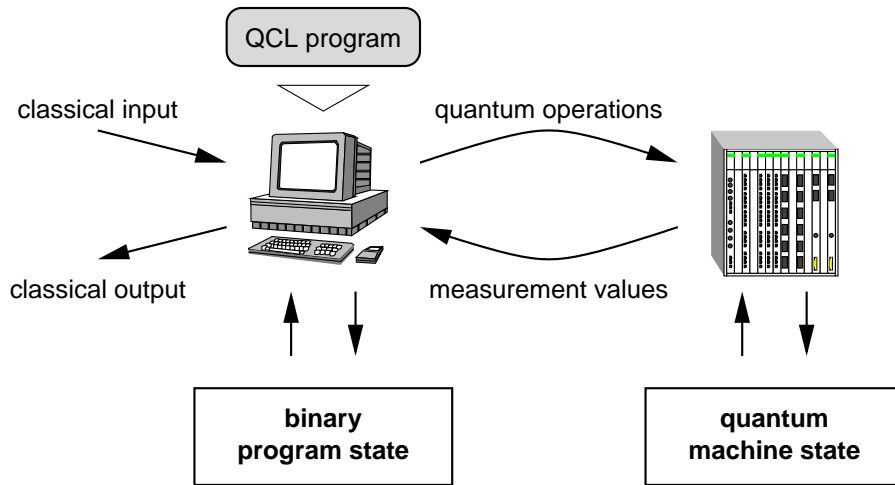 QCL program
classical input
quantum operations
classical output
measurement values
binary
program state
quantum
machine state